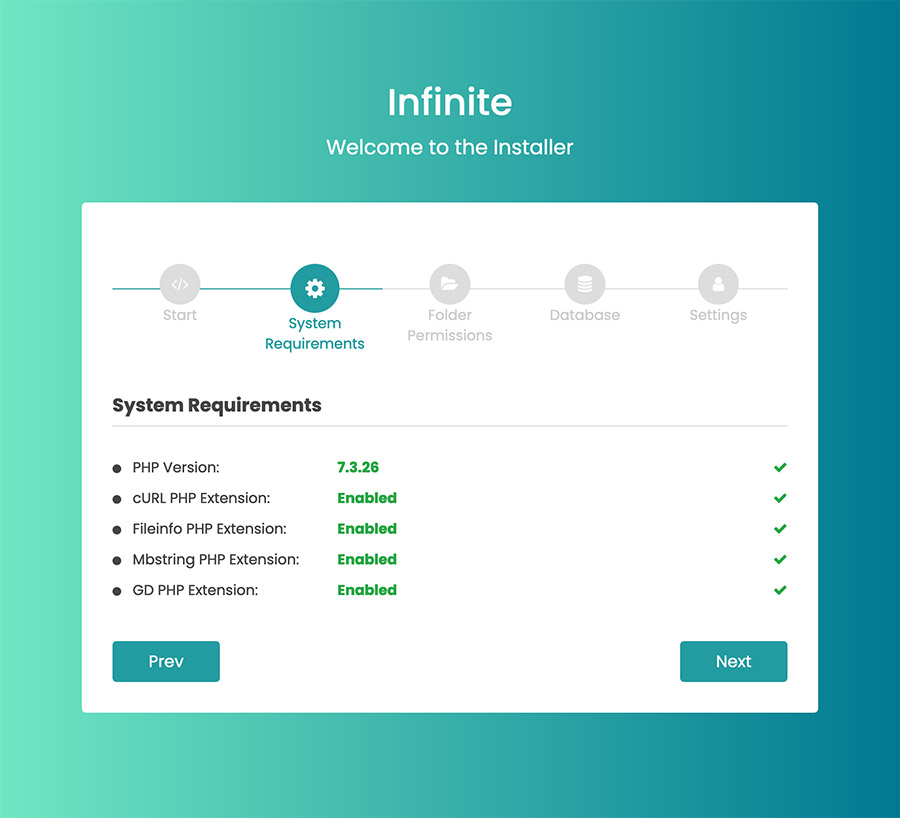 Infinite
Welcome to the Installer
Start
System
Requirements
Folder
Permissions
Database
Settings
System Requirements
PHP Version: 7.3.26
cURL PHP Extension: Enabled
Fileinfo PHP Extension: Enabled
Mbstring PHP Extension: Enabled
GD PHP Extension: Enabled
Prev
Next